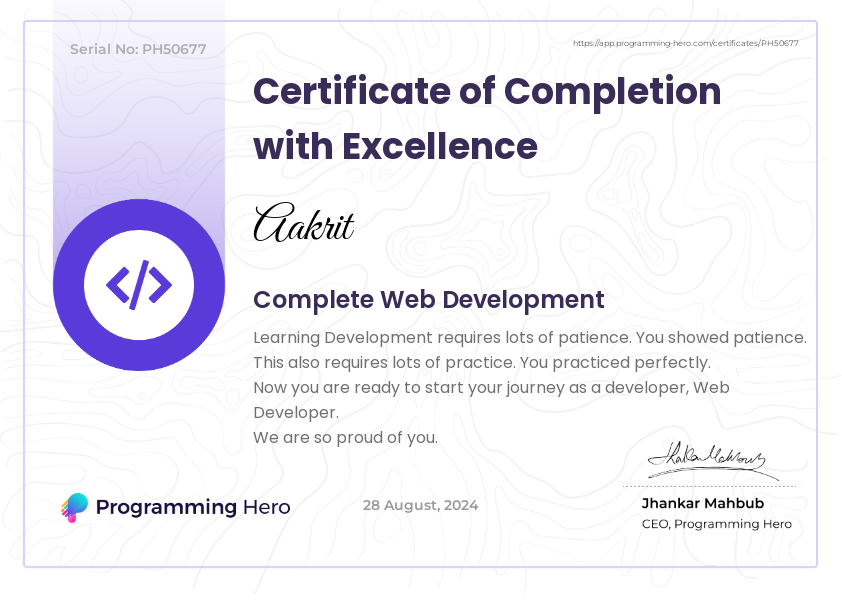 Serial No: PH50677
https://app.programming-hero.com/certificates/PH50677
Certificate of Completion
with Excellence
Aakrit
</>
Complete Web Development
Learning Development requires lots of patience. You showed patience.
This also requires lots of practice. You practiced perfectly.
Now you are ready to start your journey as a developer, Web
Developer.
We are so proud of you.
Programming Hero
28 August, 2024
Jhankar Mahbub
Jhankar Mahbub
CEO, Programming Hero